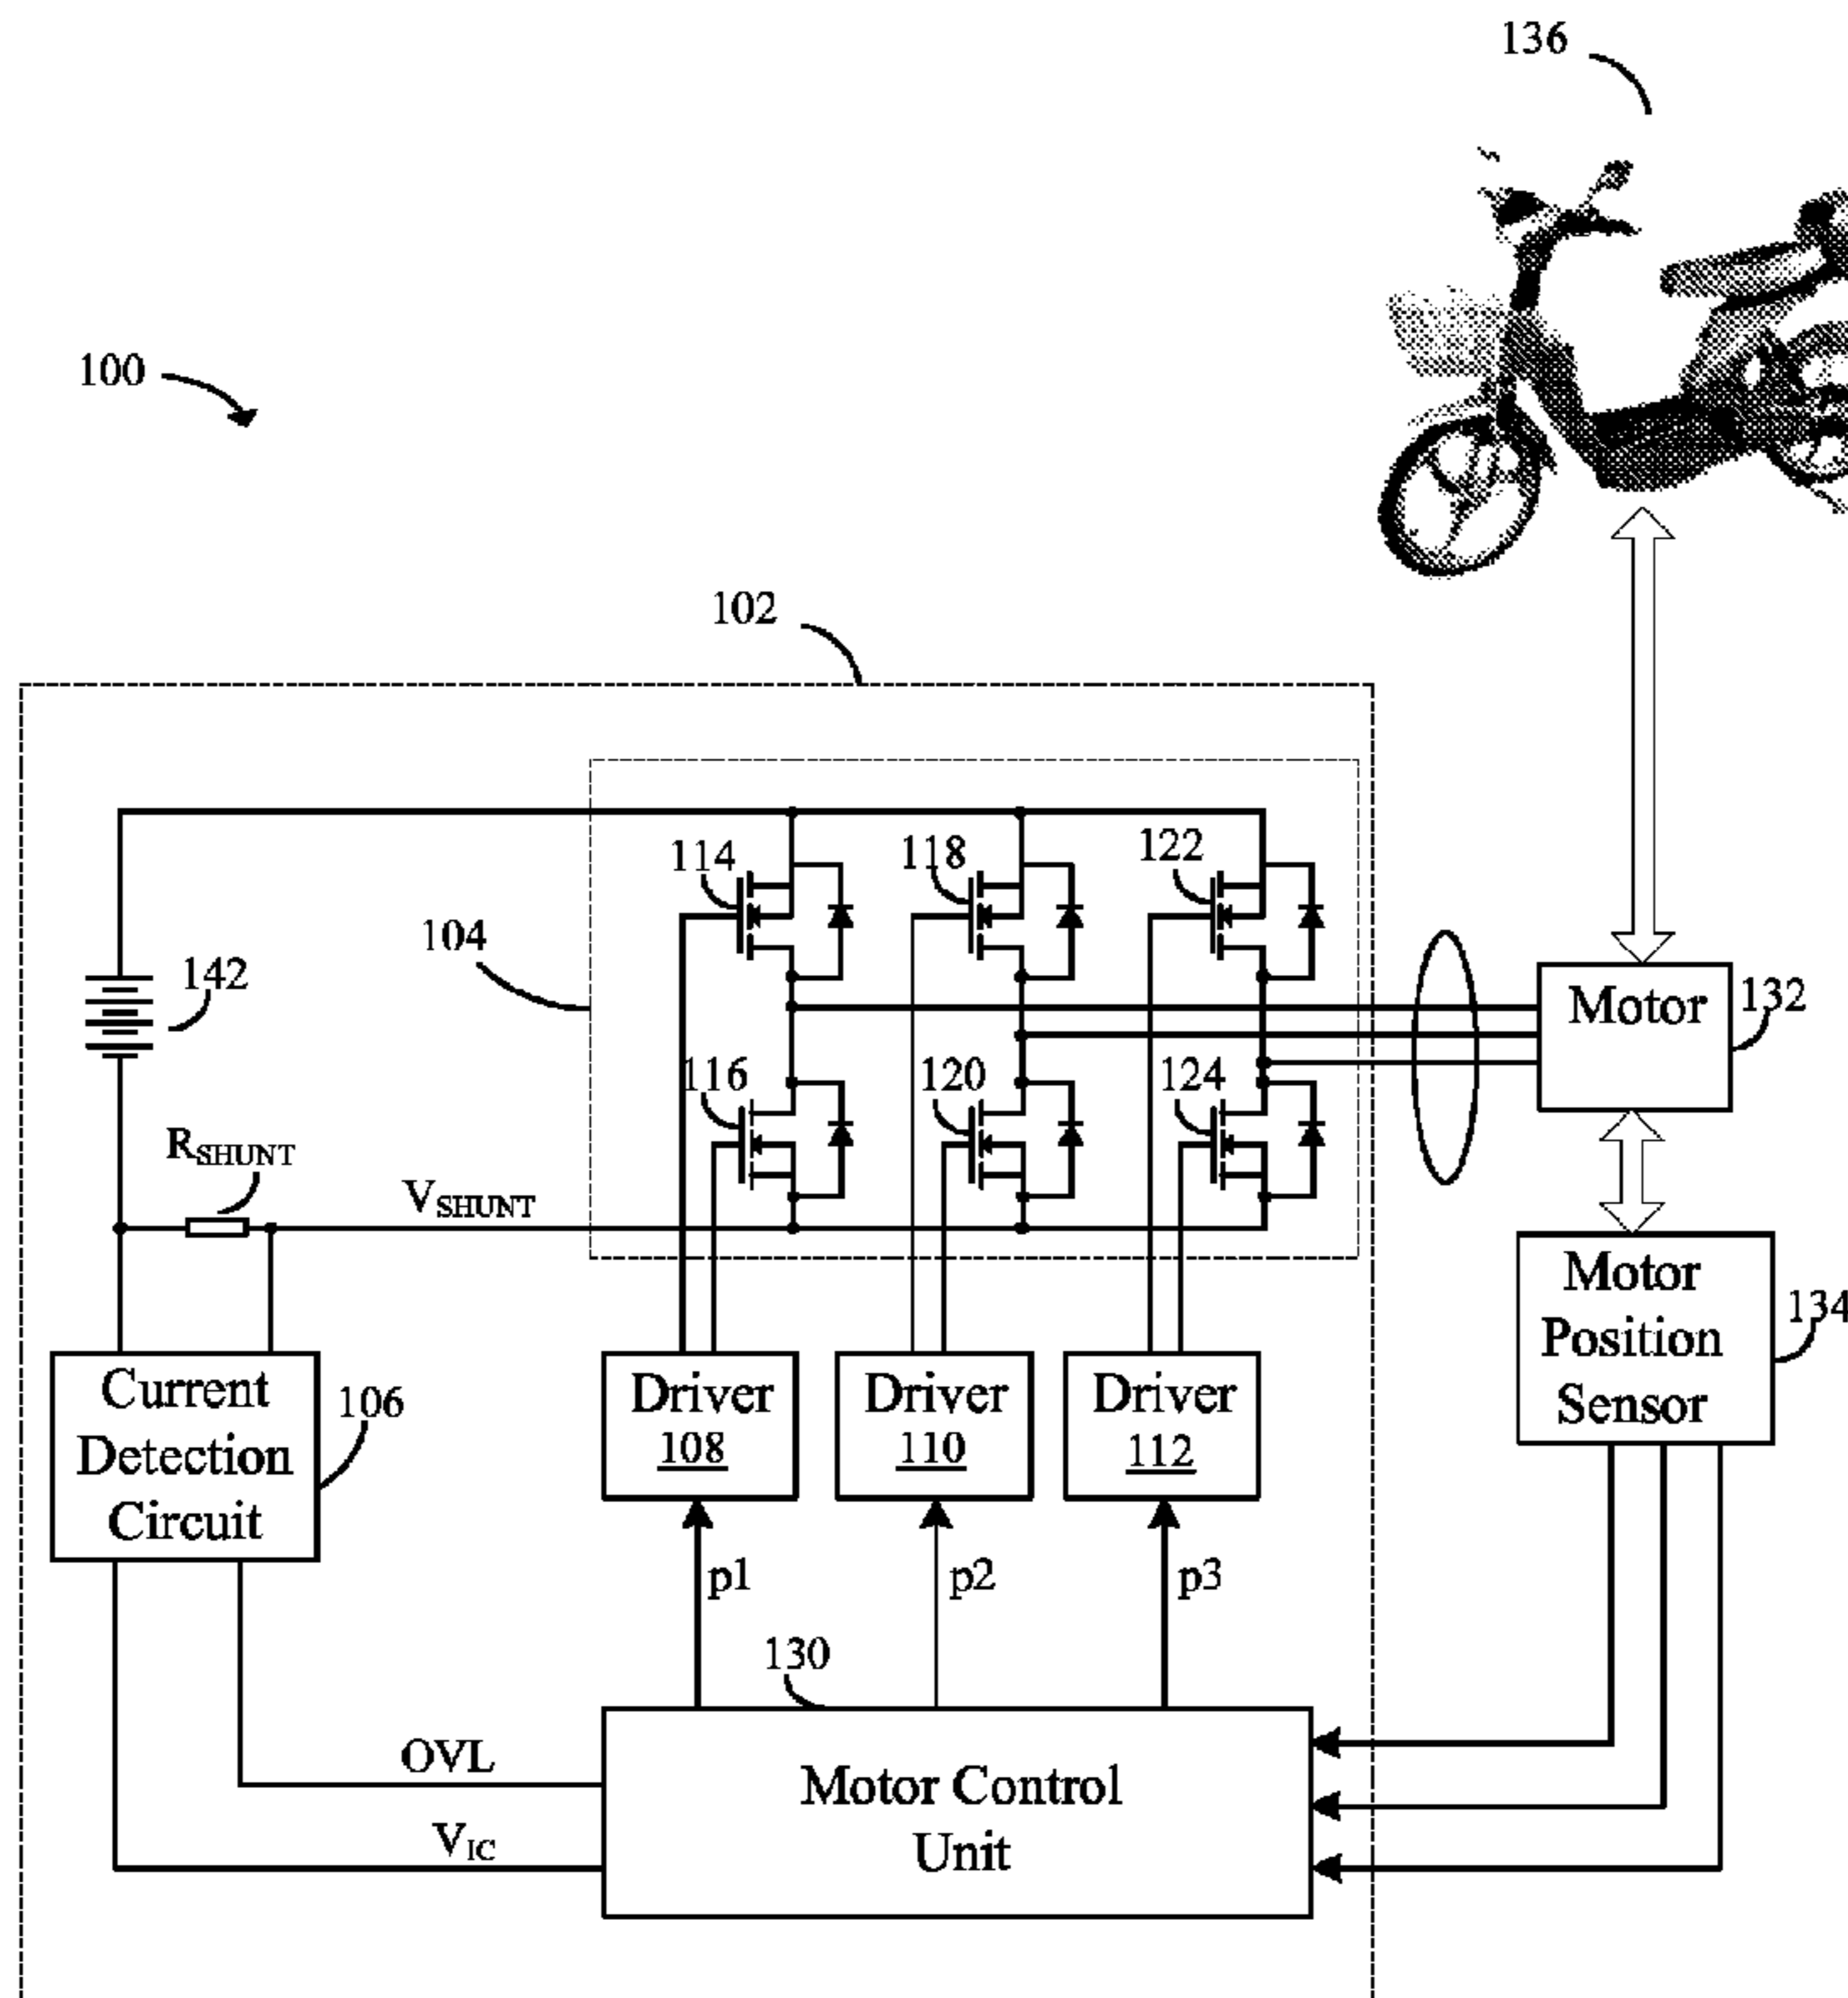 136
100
102
114
118
122
104
142
Motor
132
116
120
124
RSHUNT
VSHUNT
Motor
Position
Sensor
134
Current
Detection
Circuit
106
Driver
108
Driver
110
Driver
112
p1
p2
p3
130
OVL
VIC
Motor Control
Unit